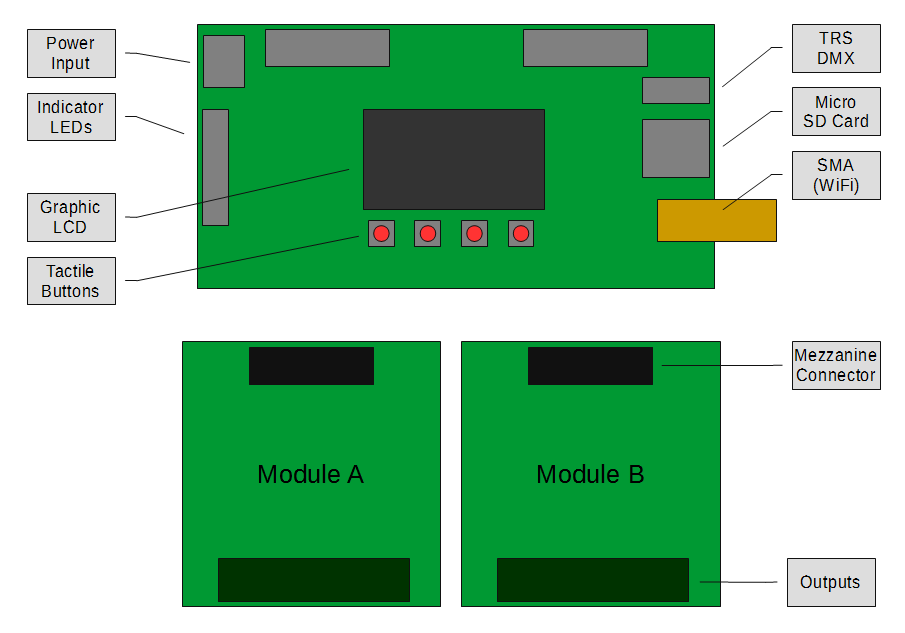 Power
Input
Indicator
LEDs
Graphic
LCD
Tactile
Buttons
TRS
DMX
Micro
SD Card
SMA
(WiFi)
Mezzanine
Connector
Module A
Module B
Outputs